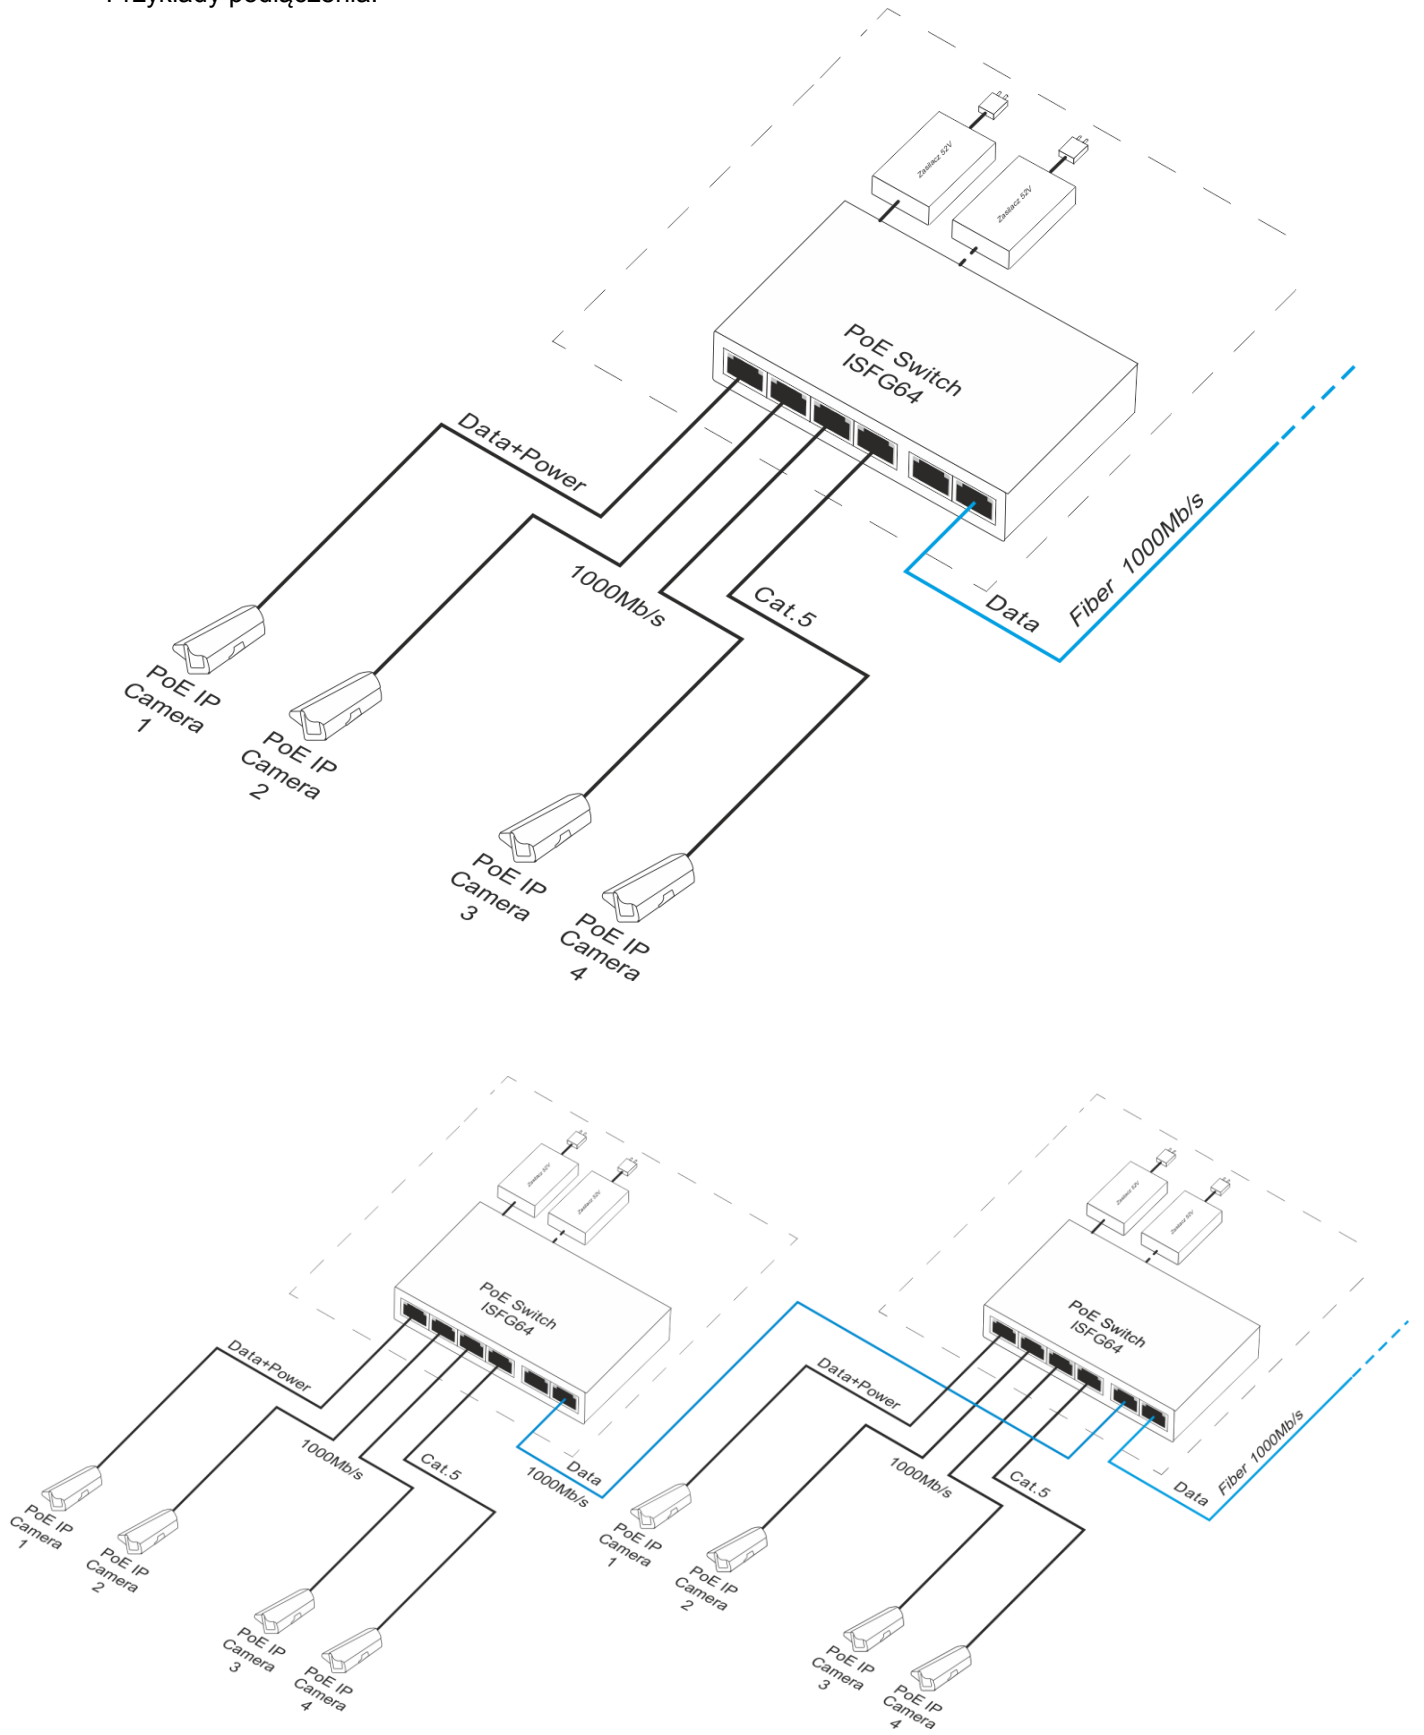 Przykłady podłączenia:
Zasilacz 52V
Zasilacz 52V
PoE Switch
ISFG64
Data+Power
1000Mb/s
Cat.5
Data
Fiber 1000Mb/s
PoE IP
Camera
1
PoE IP
Camera
2
PoE IP
Camera
3
PoE IP
Camera
4
Zasilacz 52V
Zasilacz 52V
PoE Switch
ISFG64
Data+Power
1000Mb/s
Cat.5
Data
1000Mb/s
PoE IP
Camera
1
PoE IP
Camera
2
PoE IP
Camera
3
PoE IP
Camera
4
Zasilacz 52V
Zasilacz 52V
PoE Switch
ISFG64
Data+Power
1000Mb/s
Cat.5
Data
Fiber 1000Mb/s
PoE IP
Camera
1
PoE IP
Camera
2
PoE IP
Camera
3
PoE IP
Camera
4